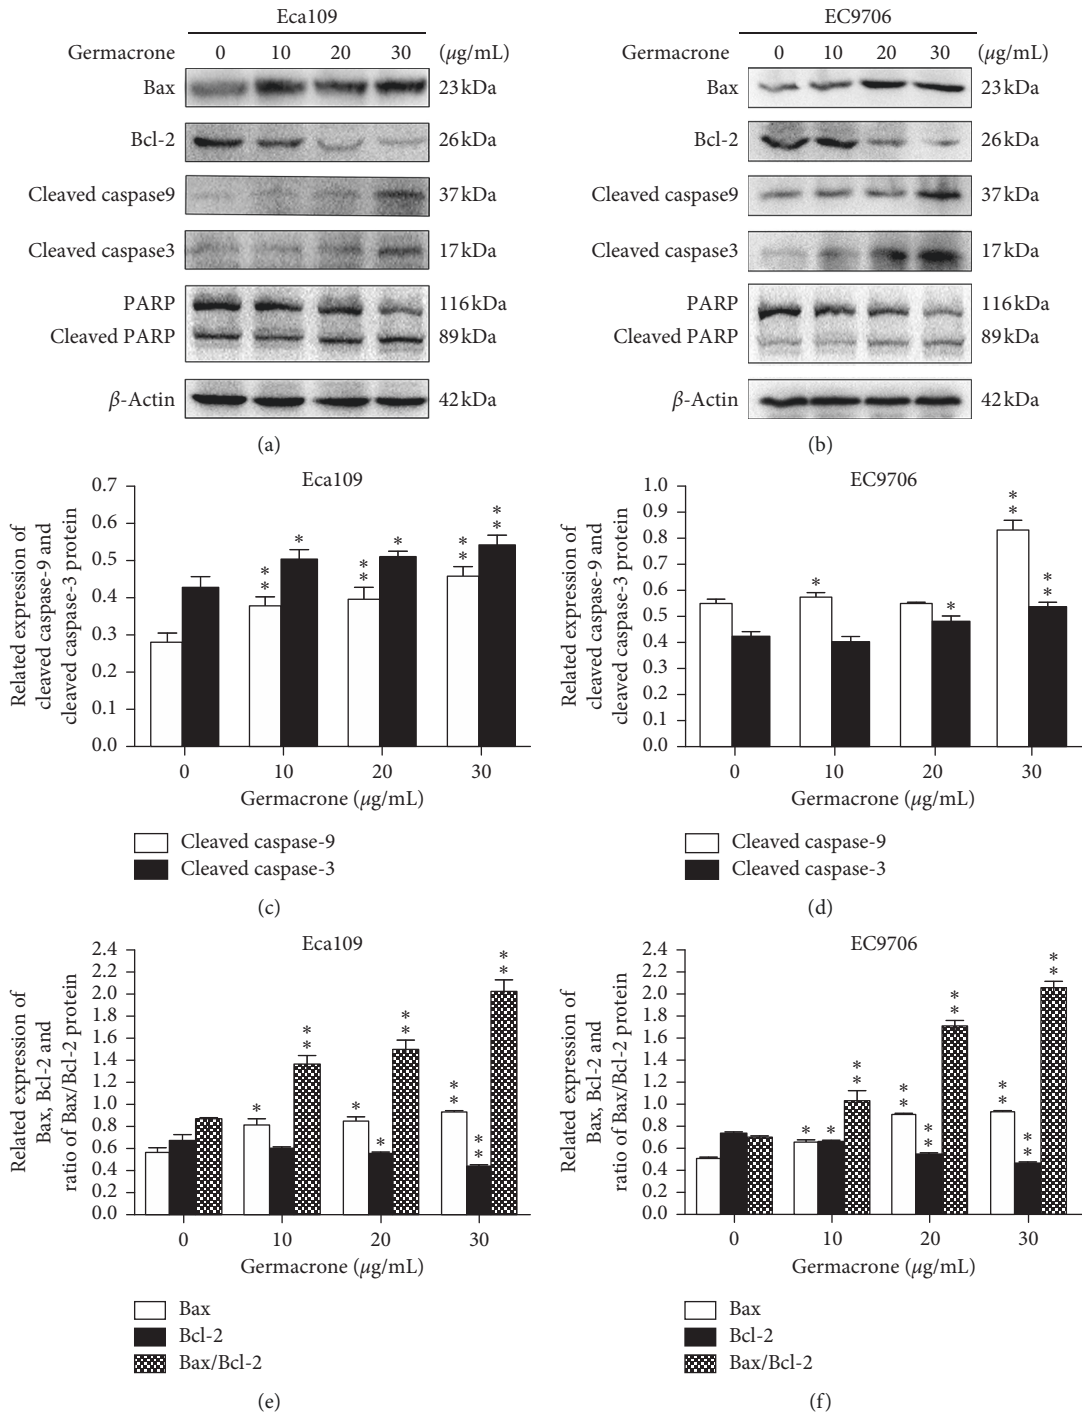 Eca109
Germacrone 0 10 20 30 (μg/mL)
Bax 23 kDa
Bcl-2 26 kDa
Cleaved caspase9 37 kDa
Cleaved caspase3 17 kDa
PARP 116 kDa
Cleaved PARP 89 kDa
β-Actin 42 kDa
(a)
EC9706
Germacrone 0 10 20 30 (μg/mL)
Bax 23 kDa
Bcl-2 26 kDa
Cleaved caspase9 37 kDa
Cleaved caspase3 17 kDa
PARP 116 kDa
Cleaved PARP 89 kDa
β-Actin 42 kDa
(b)
Eca109
Related expression of
cleaved caspase-9 and
cleaved caspase-3 protein
0.7
0.6
0.5
0.4
0.3
0.2
0.1
0.0
** * ** * ** **
0 10 20 30
Germacrone (μg/mL)
Cleaved caspase-9
Cleaved caspase-3
(c)
EC9706
Related expression of
cleaved caspase-9 and
cleaved caspase-3 protein
1.0
0.9
0.8
0.7
0.6
0.5
0.4
0.3
0.2
0.1
0.0
* * ** **
0 10 20 30
Germacrone (μg/mL)
Cleaved caspase-9
Cleaved caspase-3
(d)
Eca109
Related expression of
Bax, Bcl-2 and
ratio of Bax/Bcl-2 protein
2.4
2.2
2.0
1.8
1.6
1.4
1.2
1.0
0.8
0.6
0.4
0.2
0.0
* ** * * ** ** ** **
0 10 20 30
Germacrone (μg/mL)
Bax
Bcl-2
Bax/Bcl-2
(e)
EC9706
Related expression of
Bax, Bcl-2 and
ratio of Bax/Bcl-2 protein
2.4
2.2
2.0
1.8
1.6
1.4
1.2
1.0
0.8
0.6
0.4
0.2
0.0
* * ** ** ** ** ** ** **
0 10 20 30
Germacrone (μg/mL)
Bax
Bcl-2
Bax/Bcl-2
(f)